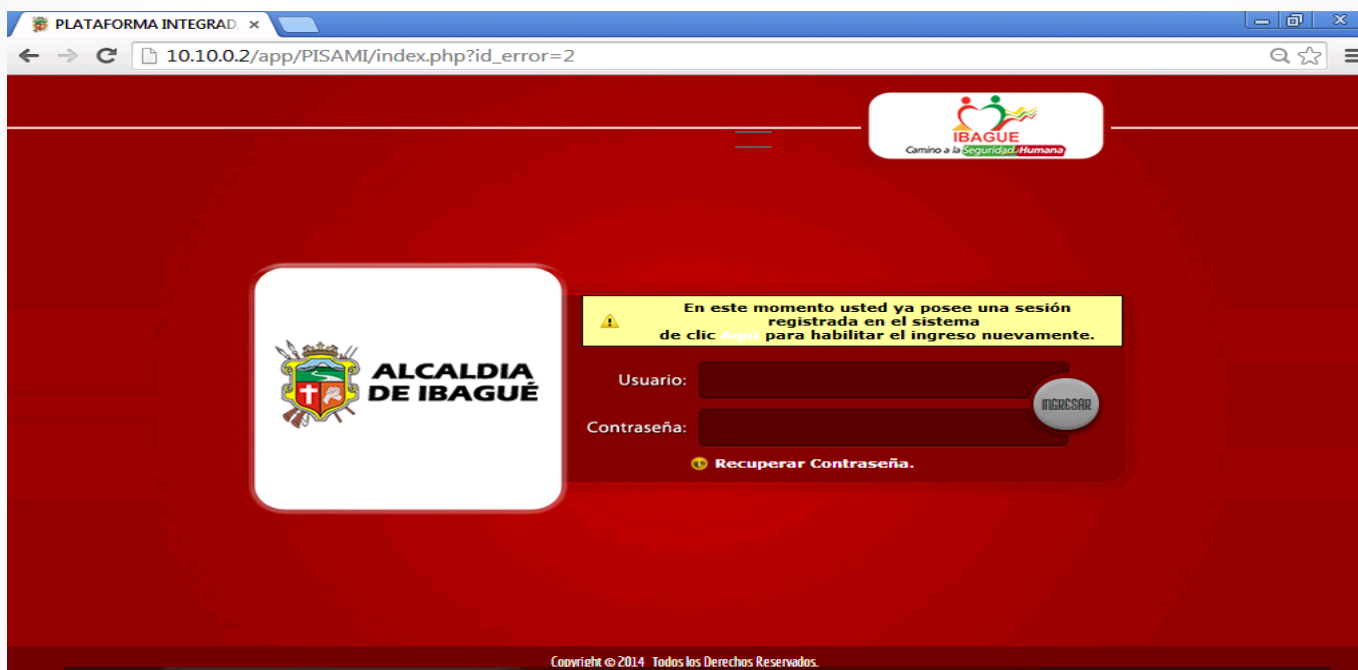 PLATAFORMA INTEGRAD
10.10.0.2/app/PISAMI/index.php?id_error=2
IBAGUE
Camino a la Seguridad Humana
ALCALDIA
DE IBAGUÉ
En este momento usted ya posee una sesión
registrada en el sistema
de clic Aquí para habilitar el ingreso nuevamente.
Usuario:
Contraseña:
INGRESAR
Recuperar Contraseña.
Copyright © 2014 Todos los Derechos Reservados.